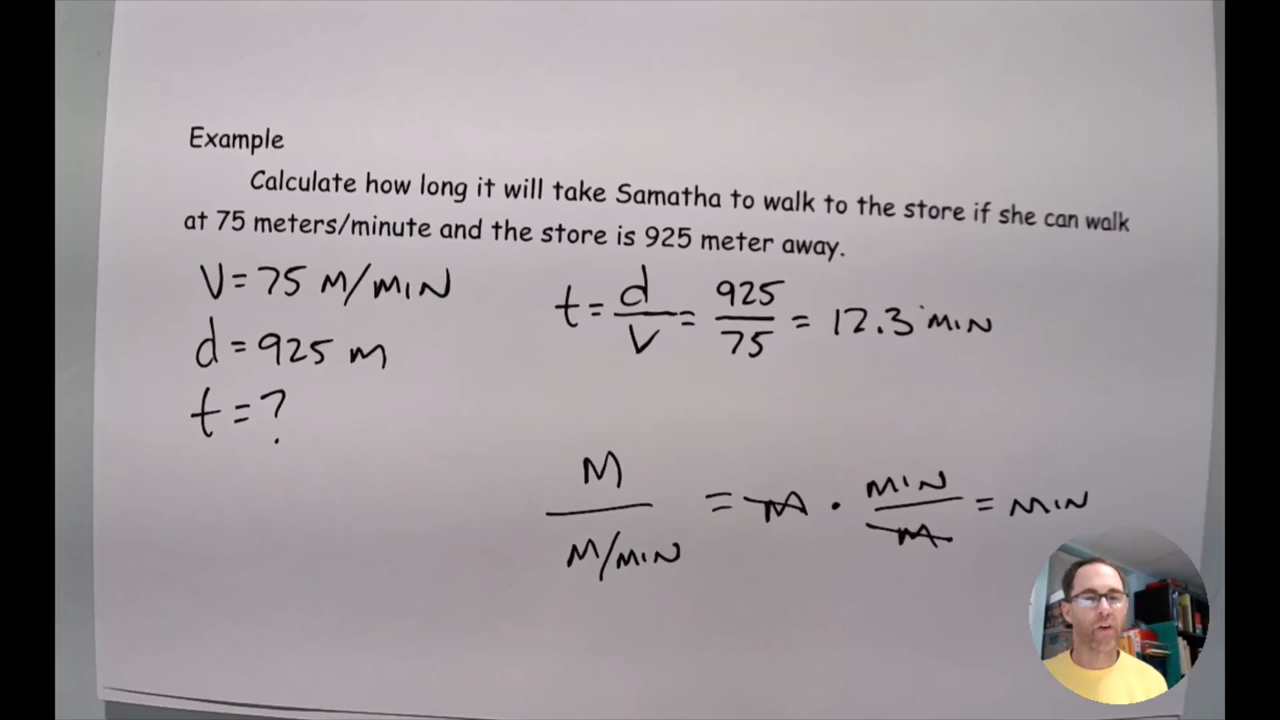 Example
Calculate how long it will take Samatha to walk to the store if she can walk
at 75 meters/minute and the store is 925 meter away.
V = 75 M/MIN
d = 925 m
t = ?
t = d/V = 925/75 = 12.3 MIN
M / M/MIN = M · MIN/M = MIN